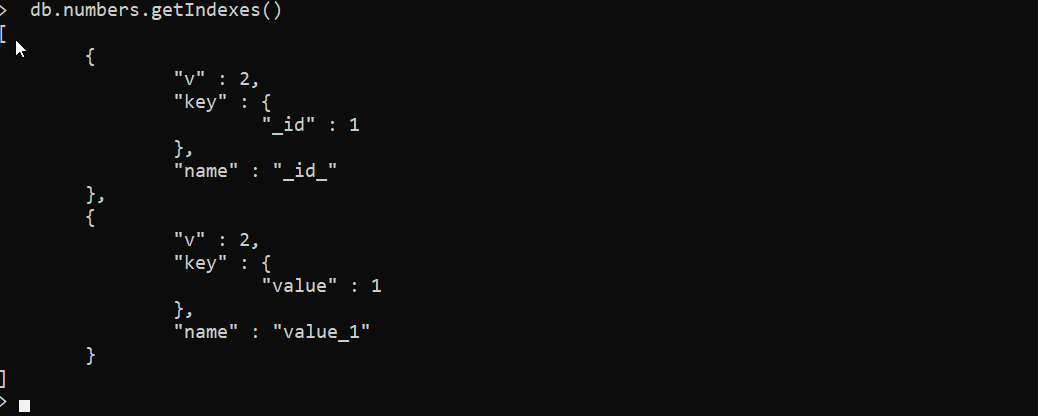 > db.numbers.getIndexes()
[
{
"v" : 2,
"key" : {
"_id" : 1
},
"name" : "_id_"
},
{
"v" : 2,
"key" : {
"value" : 1
},
"name" : "value_1"
}
]
>